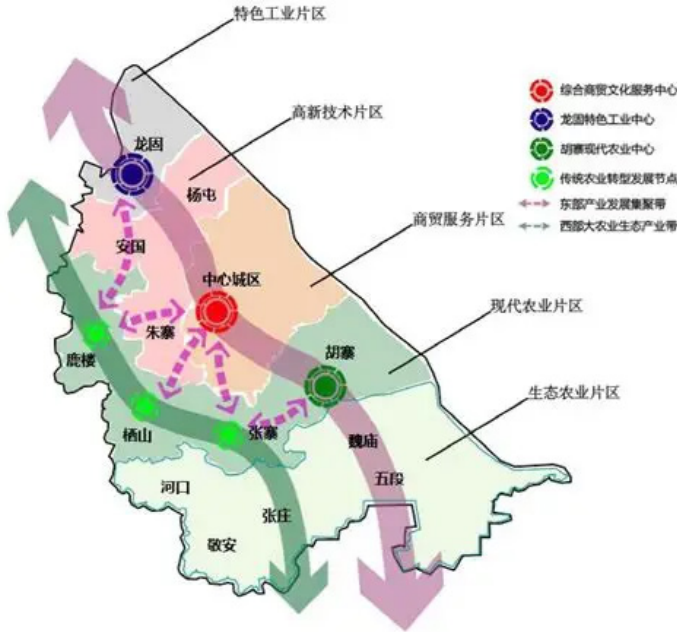 特色工业片区
高新技术片区
商贸服务片区
现代农业片区
生态农业片区
综合商贸文化服务中心
龙固特色工业中心
胡寨现代农业中心
传统农业转型发展节点
东部产业发展集聚带
西部大农业生态产业带
龙固
杨屯
安国
中心城区
朱寨
鹿楼
胡寨
栖山
张寨
魏庙
五段
河口
张庄
敬安